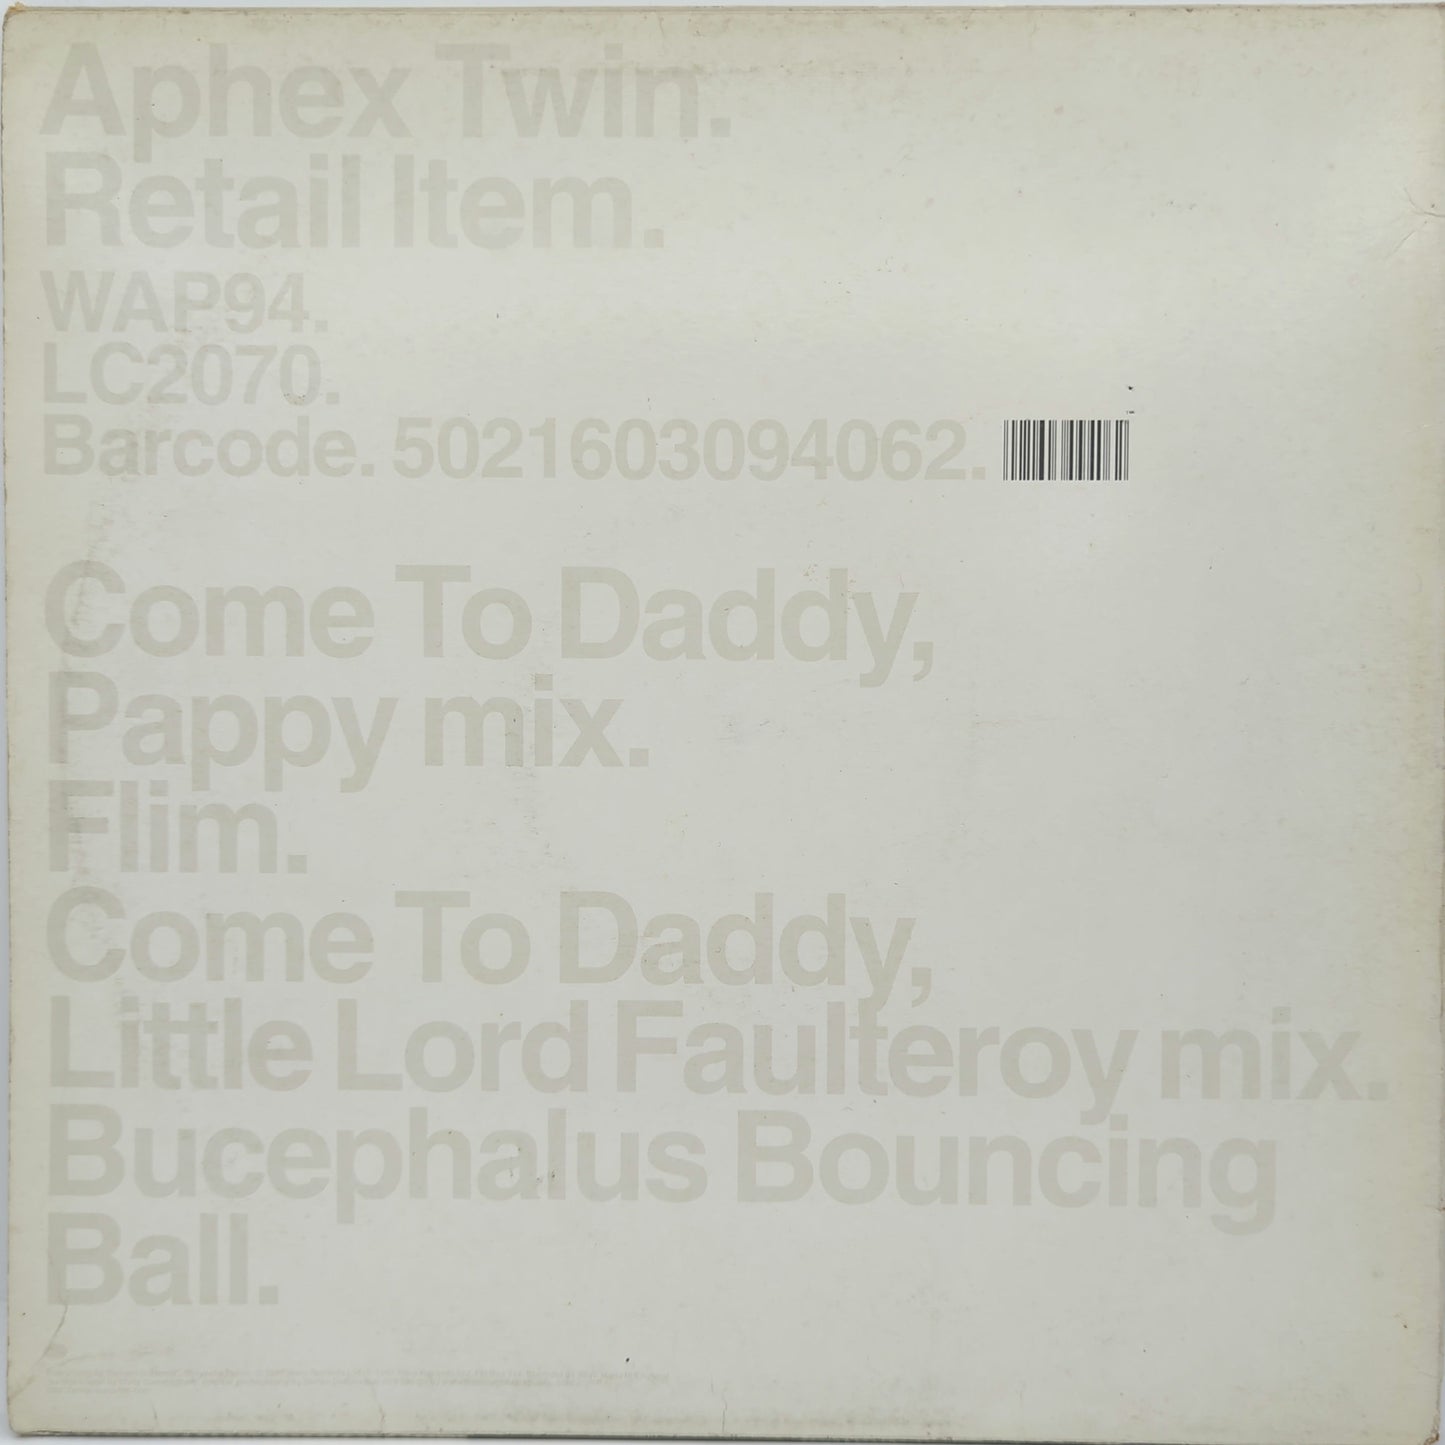 Aphex Twin.
Retail Item.
WAP94.
LC2070.
Barcode. 5021603094062.
Come To Daddy,
Pappy mix.
Flim.
Come To Daddy,
Little Lord Faulteroy mix.
Bucephalus Bouncing
Ball.